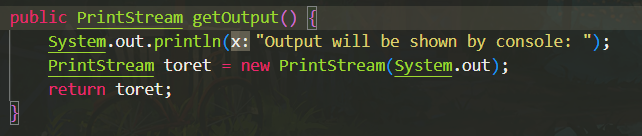 public PrintStream getOutput() {
System.out.println(x: "Output will be shown by console: ");
PrintStream toret = new PrintStream(System.out);
return toret;
}